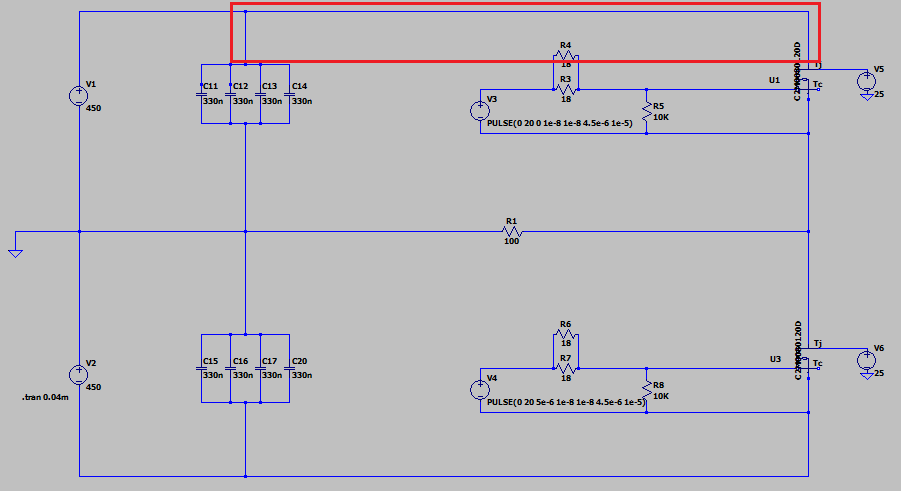 V1
450
C11
330n
C12
330n
C13
330n
C14
330n
R4
18
R3
18
V3
PULSE(0 20 0 1e-8 1e-8 4.5e-6 1e-5)
R5
10K
U1
Tj
Tc
V5
25
R1
100
V2
450
.tran 0.04m
C15
330n
C16
330n
C17
330n
C20
330n
R6
18
R7
18
V4
PULSE(0 20 5e-6 1e-8 1e-8 4.5e-6 1e-5)
R8
10K
U3
Tj
Tc
V6
25